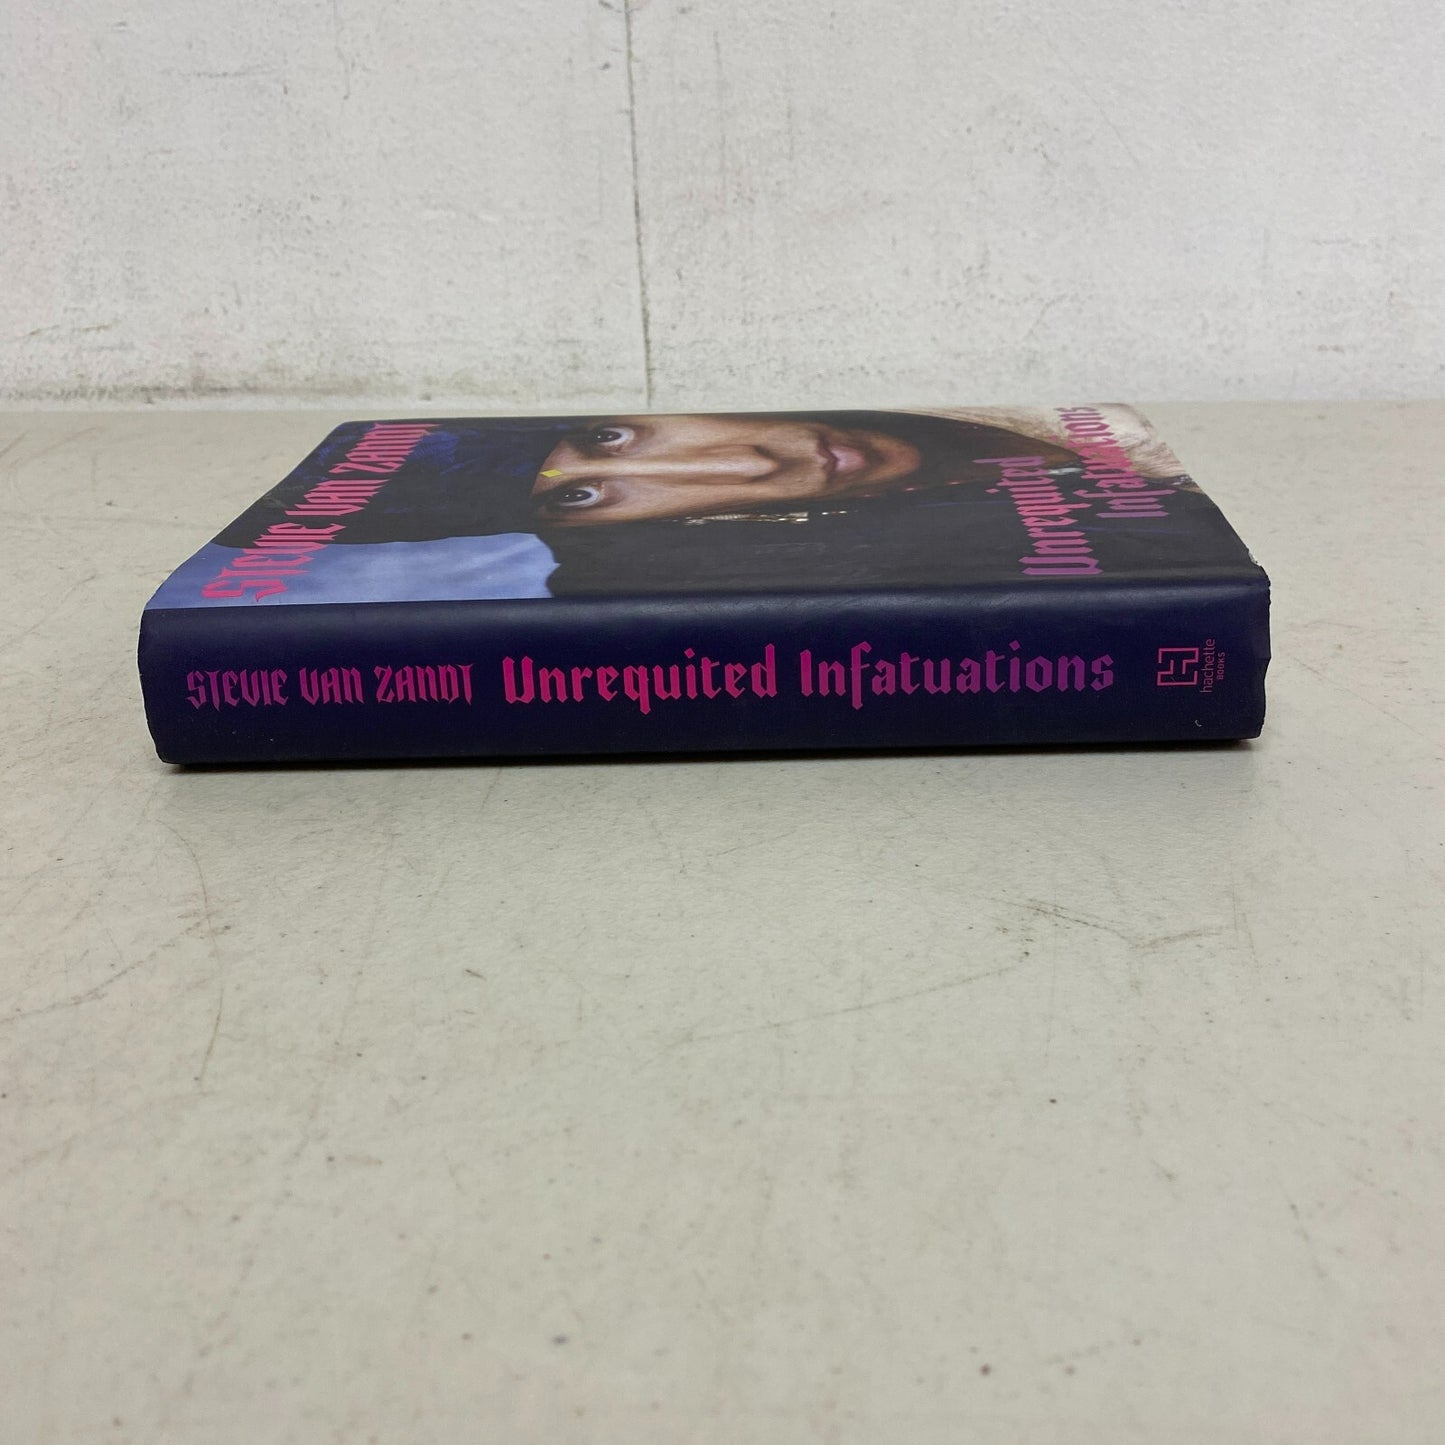 STEVIE VAN ZANDT
Unrequited
Infatuations
STEVIE VAN ZANDT Unrequited Infatuations
hachette
BOOKS